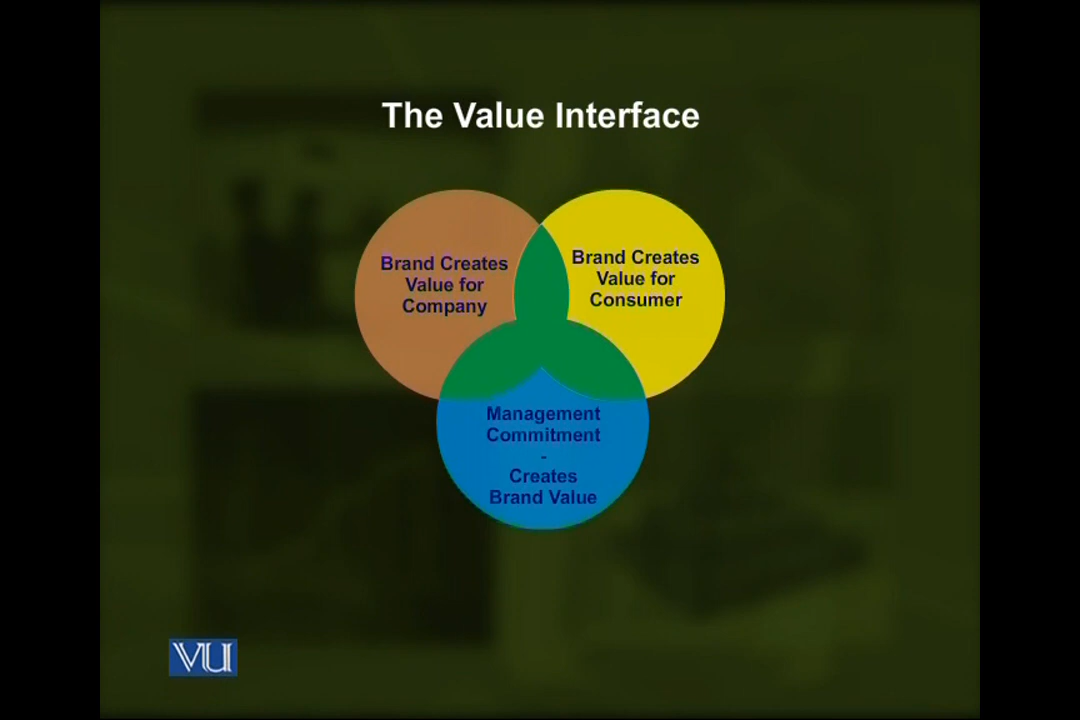 The Value Interface
Brand Creates
Value for
Company
Brand Creates
Value for
Consumer
Management
Commitment
-
Creates
Brand Value
VU